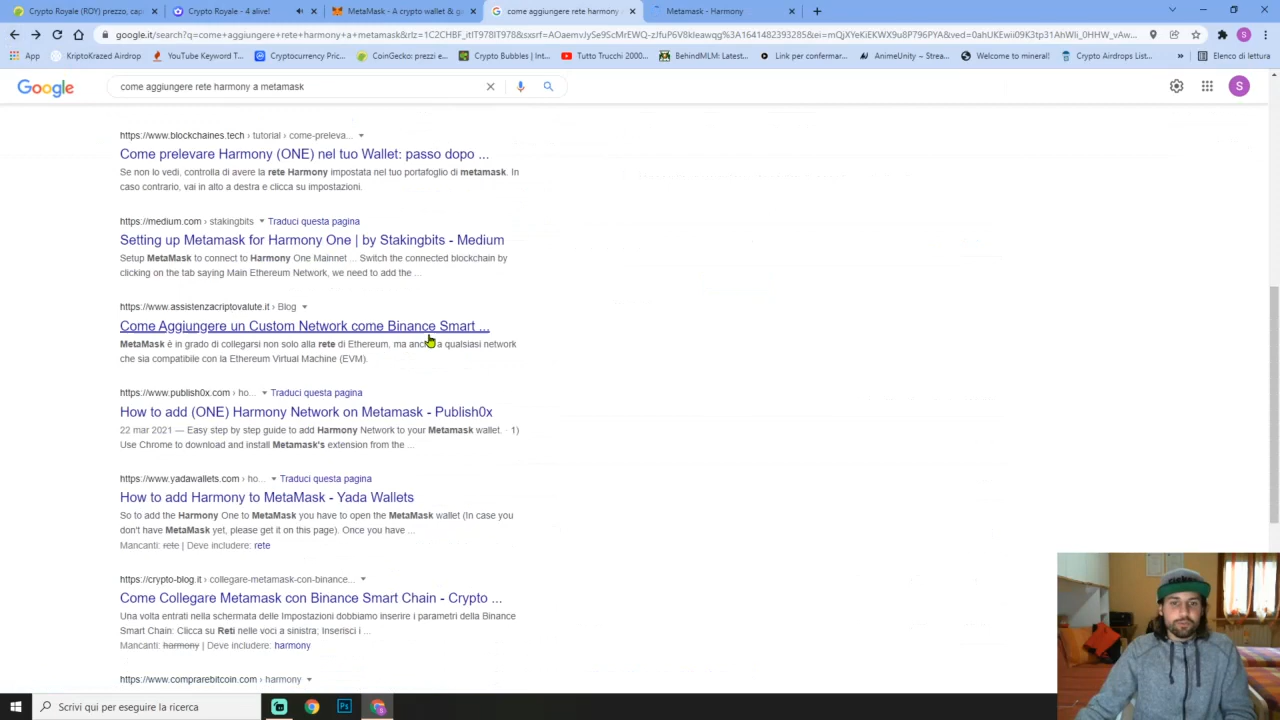 Crypto Royale (ROY), rete c
Crypto Royale - 4 alive!
MetaMask - A crypto wallet & g
come aggiungere rete harmony
Metamask - Harmony
google.it/search?q=come+aggiungere+rete+harmony+a+metamask&rlz=
App
KriptoKrazed Android
YouTube Keyword T...
Cryptocurrency Pric...
CoinGecko: prezzi d...
Crypto Bubbles | Int...
Tutto Trucchi 2000...
BehindMLM: Latest...
Link per confermar...
AnimeUnity ~ Strea...
Welcome to mineral!
Crypto Airdrops List...
Altri Preferiti
Google
come aggiungere rete harmony a metamask
S
https://www.blockchaines.tech › tutorial › come-preleva...
Come prelevare Harmony (ONE) nel tuo Wallet: passo dopo ...
Se non lo vedi, controlla di avere la rete Harmony impostata nel tuo portafoglio di metamask. In
caso contrario, vai in alto a destra e clicca su impostazioni.
https://medium.com › stakingbits Traduci questa pagina
Setting up Metamask for Harmony One | by Stakingbits - Medium
Setup MetaMask to connect to Harmony One Mainnet ... Switch the connected blockchain by
clicking on the tab saying Main Ethereum Network, we need to add the ...
https://www.assistenzacriptovalute.it › Blog
Come Aggiungere un Custom Network come Binance Smart ...
MetaMask è in grado di collegarsi non solo alla rete di Ethereum, ma anche a qualsiasi network
che sia compatibile con la Ethereum Virtual Machine (EVM).
https://www.publish0x.com › ho... Traduci questa pagina
How to add (ONE) Harmony Network on Metamask - Publish0x
22 mar 2021 — Easy step by step guide to add Harmony Network to your Metamask wallet. · 1)
Use Chrome to download and install Metamask's extension from the ...
https://www.yadawallets.com › ho... Traduci questa pagina
How to add Harmony to MetaMask - Yada Wallets
So to add the Harmony One to MetaMask you have to open the MetaMask wallet (In case you
don't have MetaMask yet, please get it on this page). Once you have ...
Mancanti: rete | Deve includere: rete
https://crypto-blog.it › collegare-metamask-con-binance...
Come Collegare Metamask con Binance Smart Chain - Crypto ...
Una volta entrati nella schermata delle Impostazioni dobbiamo inserire i parametri della Binance
Smart Chain: Clicca su Reti nelle voci a sinistra; Inserisci i ...
Mancanti: harmony | Deve includere: harmony
https://www.comprarebitcoin.com › harmony
Scrivi qui per eseguire la ricerca